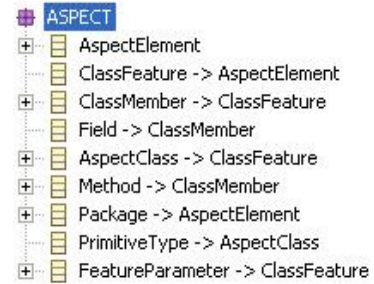 ASPECT
AspectElement
ClassFeature -> AspectElement
ClassMember -> ClassFeature
Field -> ClassMember
AspectClass -> ClassFeature
Method -> ClassMember
Package -> AspectElement
PrimitiveType -> AspectClass
FeatureParameter -> ClassFeature